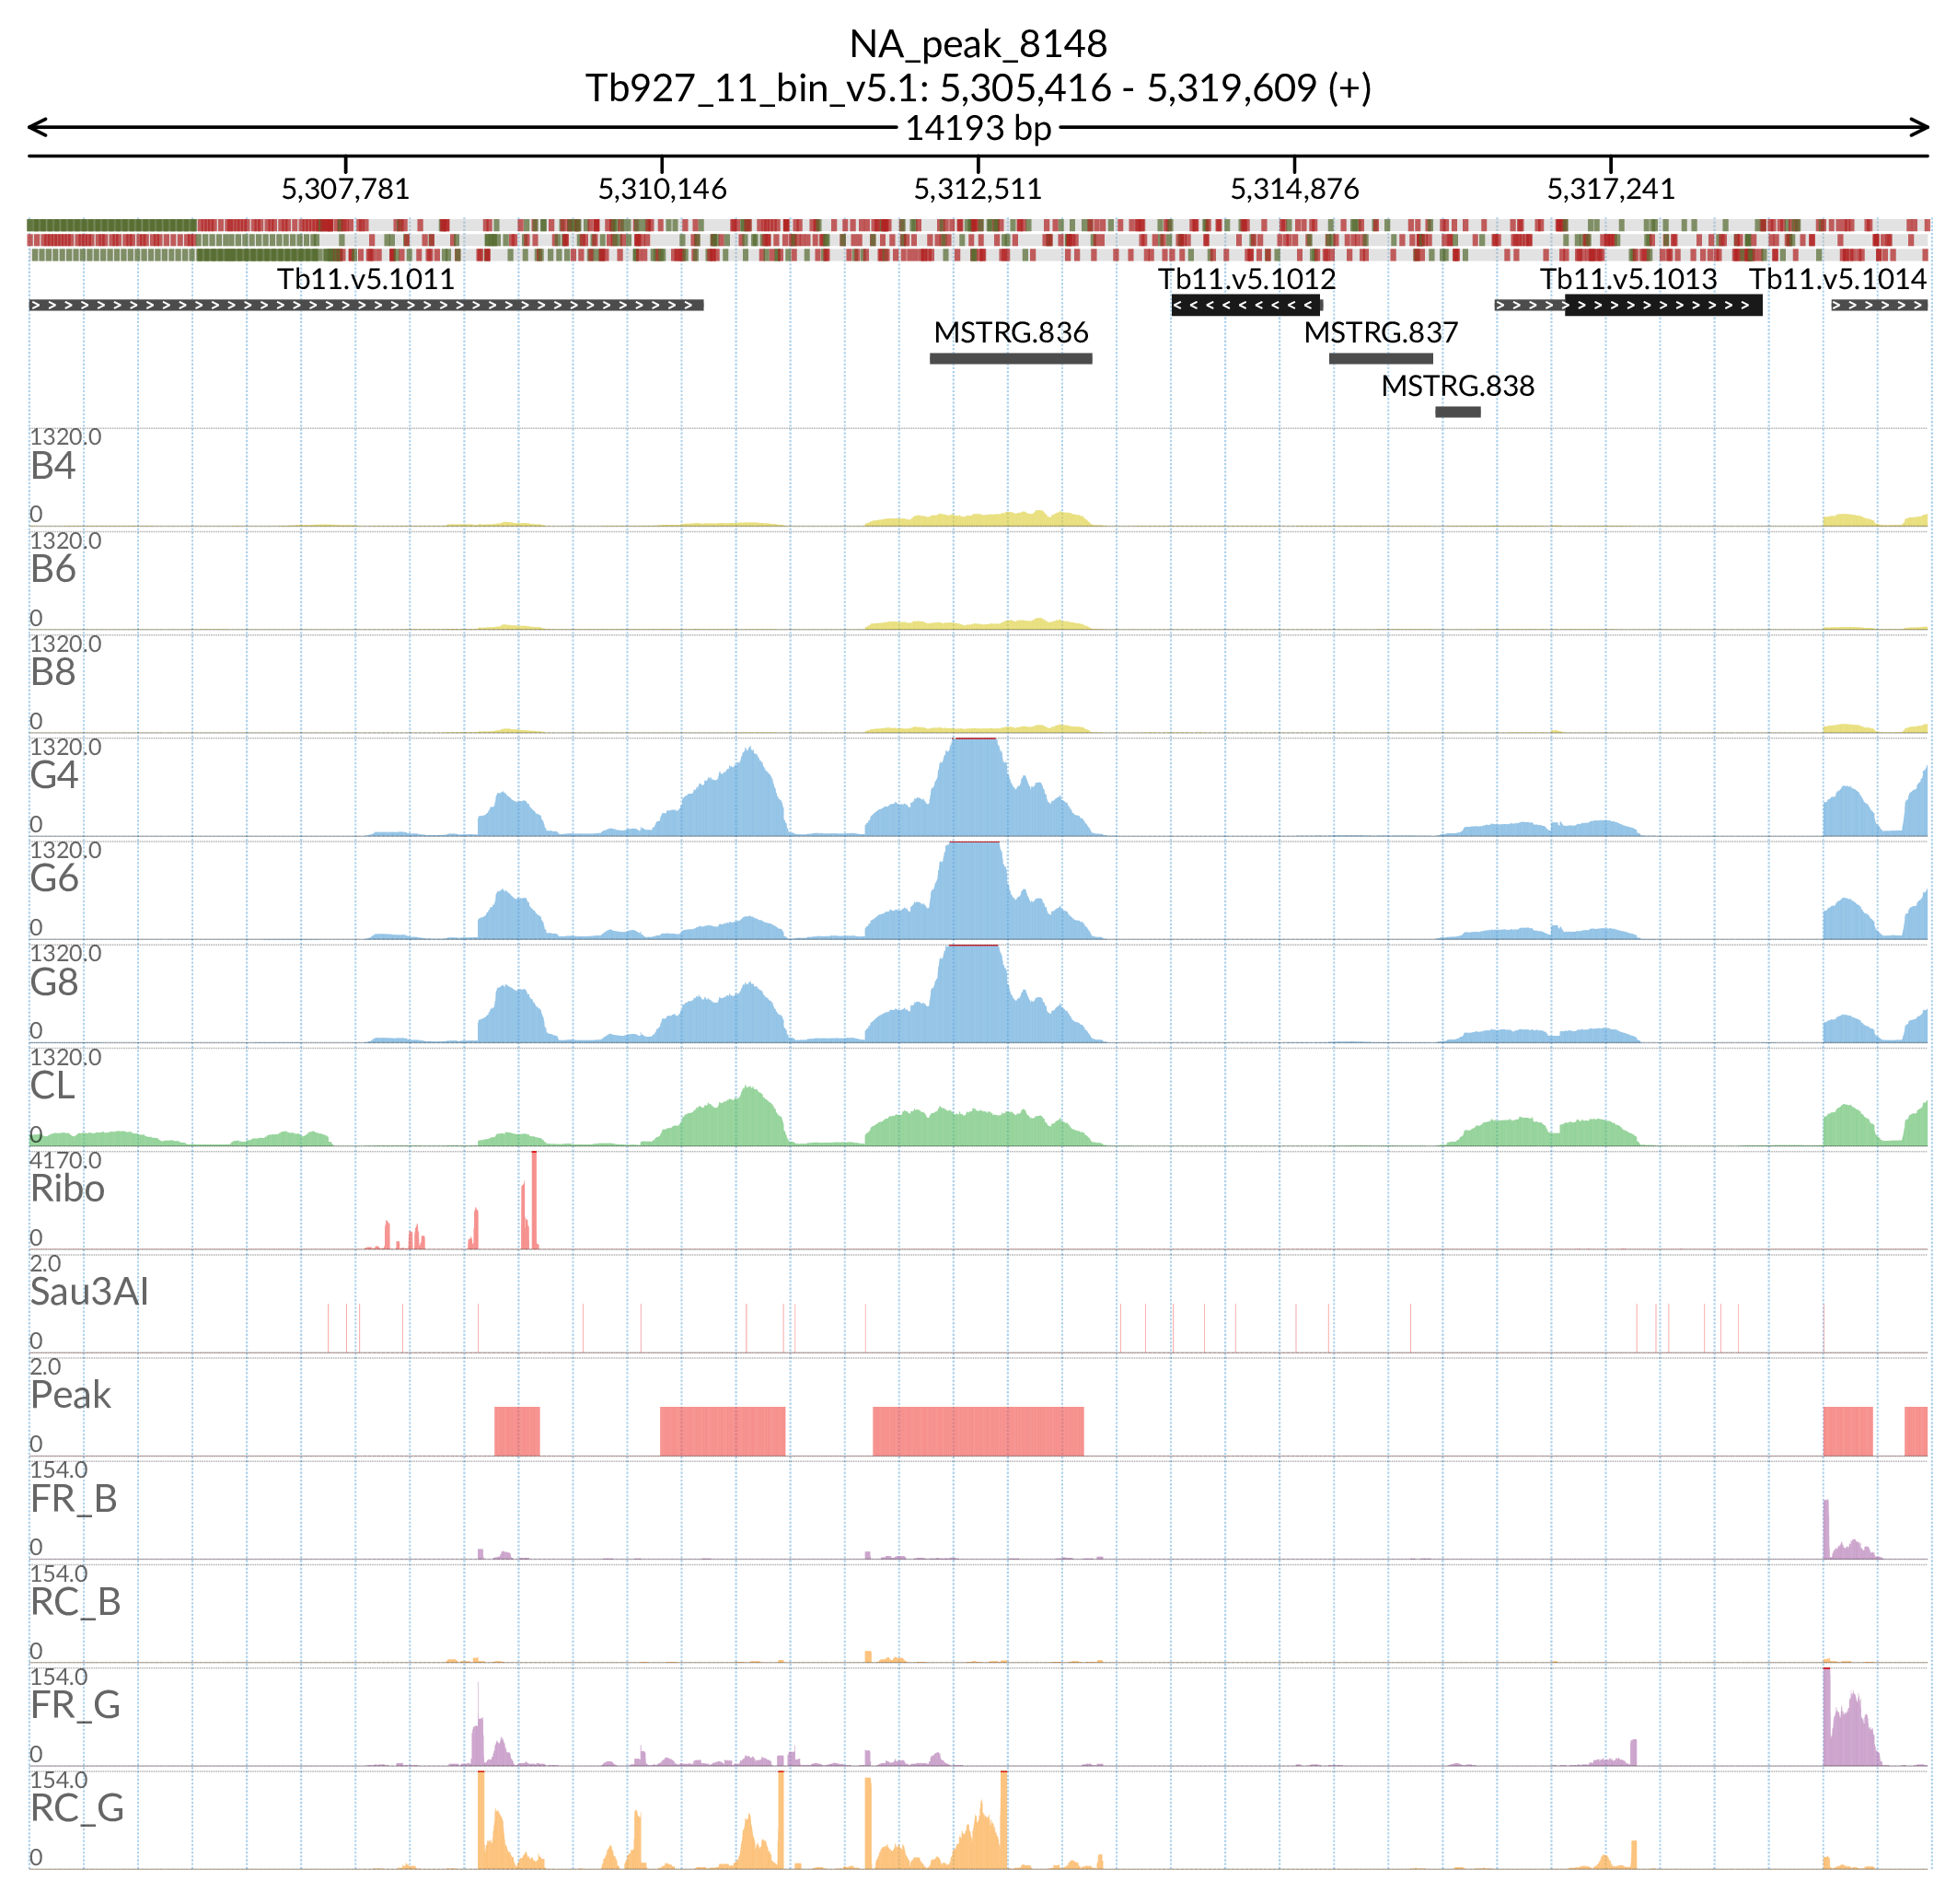 NA_peak_8148
Tb927_11_bin_v5.1: 5,305,416 - 5,319,609 (+)
14193 bp
5,307,781 5,310,146 5,312,511 5,314,876 5,317,241
Tb11.v5.1011 Tb11.v5.1012 Tb11.v5.1013 Tb11.v5.1014
MSTRG.836 MSTRG.837
MSTRG.838
1320.0
B4
0
1320.0
B6
0
1320.0
B8
0
1320.0
G4
0
1320.0
G6
0
1320.0
G8
0
1320.0
CL
0
4170.0
Ribo
0
2.0
Sau3AI
0
2.0
Peak
0
154.0
FR_B
0
154.0
RC_B
0
154.0
FR_G
0
154.0
RC_G
0